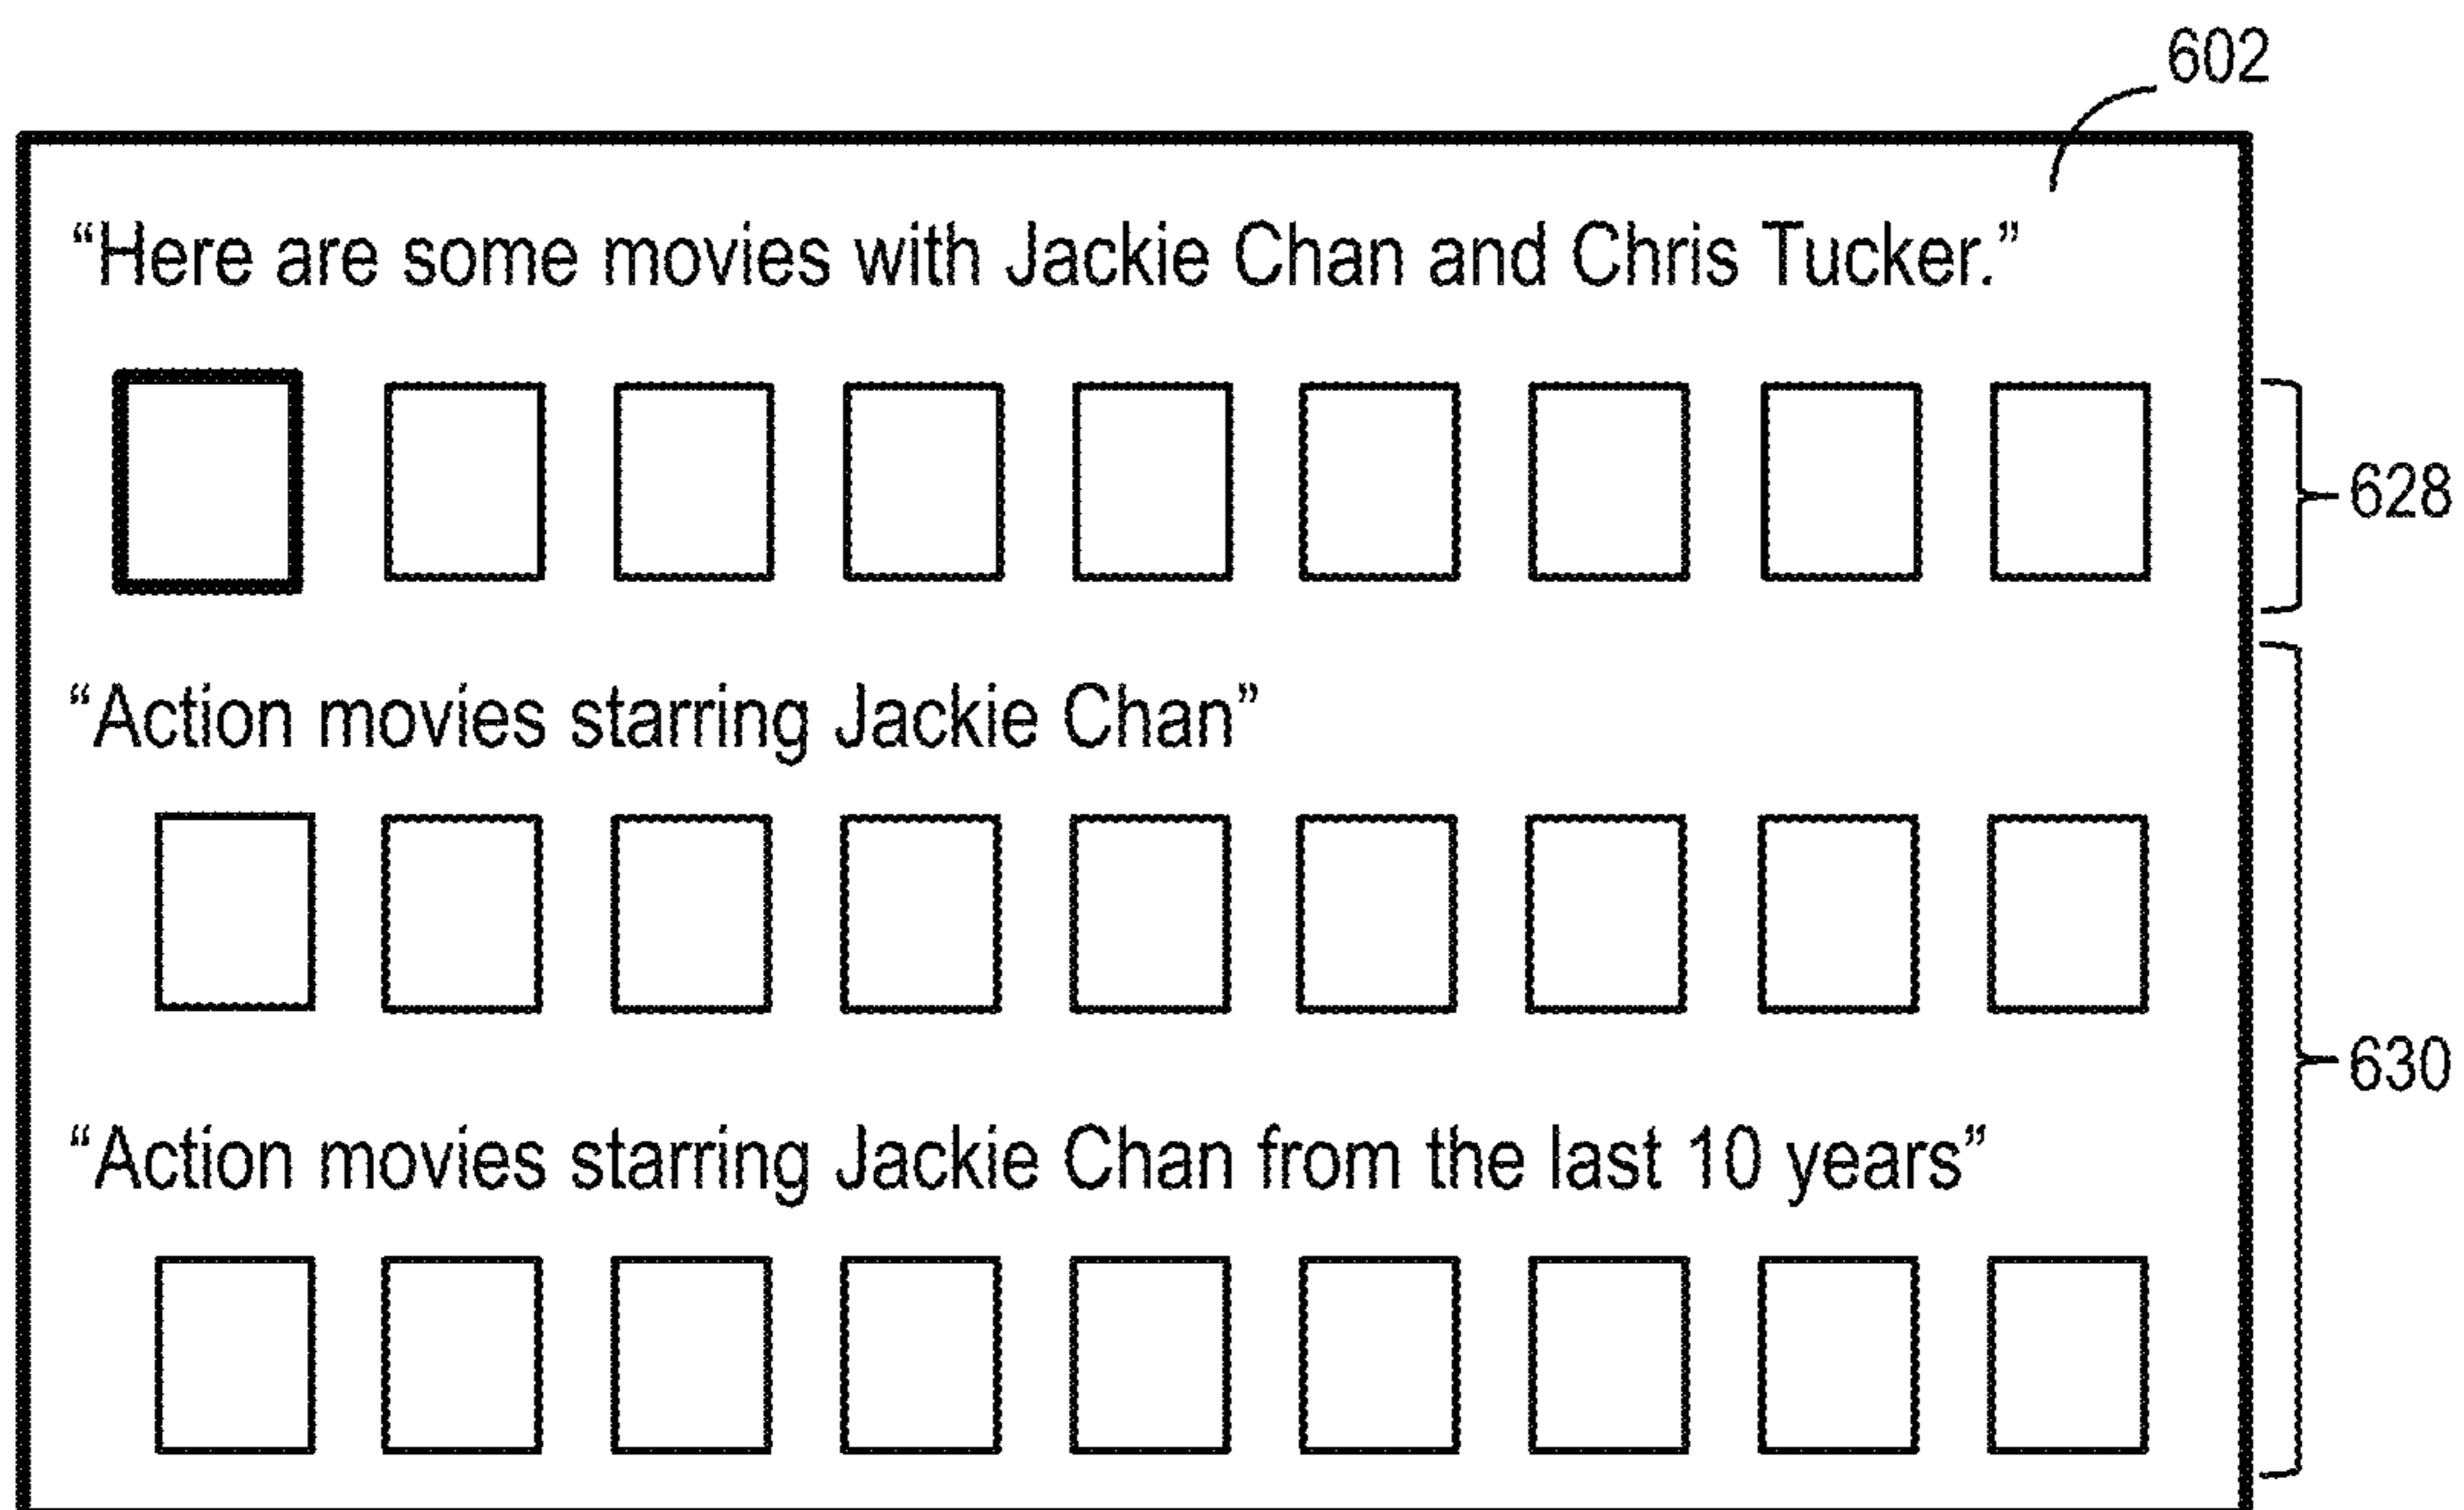 602
“Here are some movies with Jackie Chan and Chris Tucker.”
628
“Action movies starring Jackie Chan”
630
“Action movies starring Jackie Chan from the last 10 years”